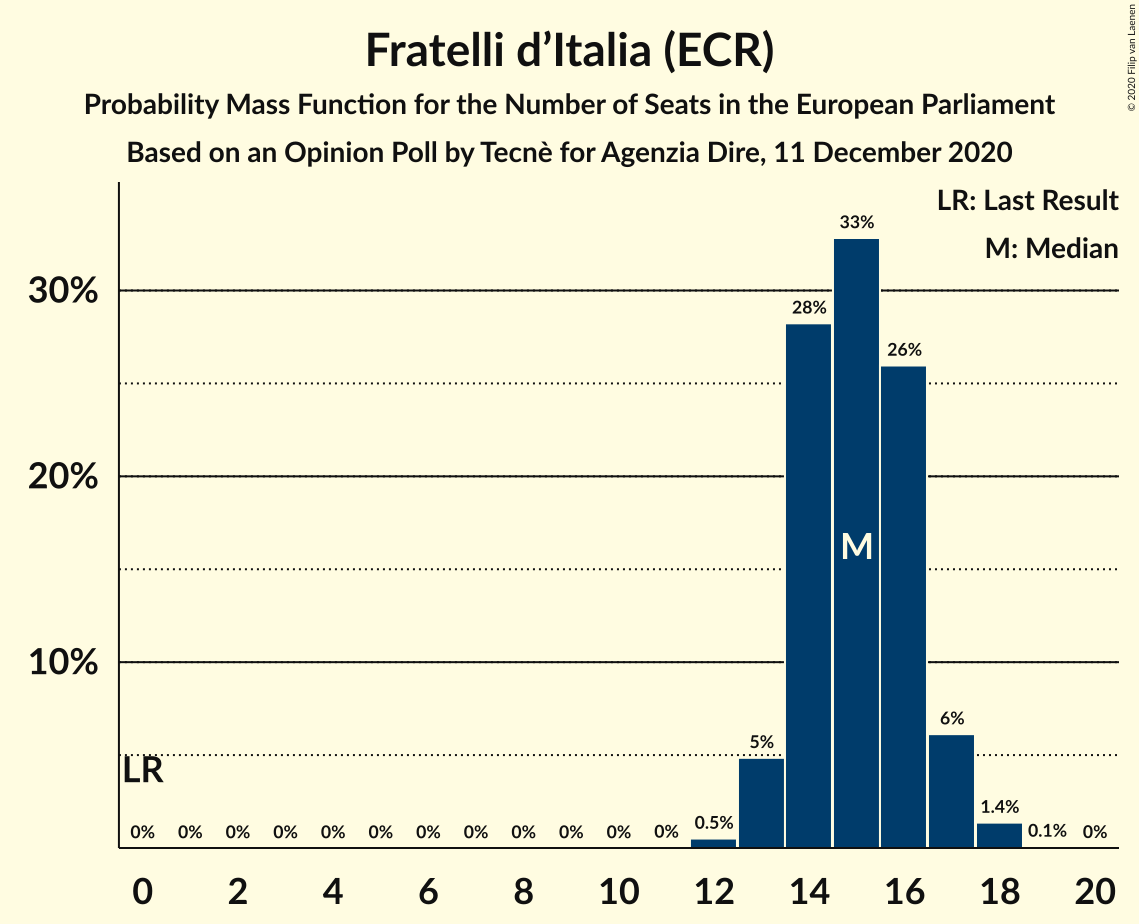 Fratelli d’Italia (ECR)
Probability Mass Function for the Number of Seats in the European Parliament
Based on an Opinion Poll by Tecnè for Agenzia Dire, 11 December 2020
© 2020 Filip van Laenen
LR: Last Result
M: Median
30%
20%
10%
33%
28%
26%
M
6%
5%
LR
0%
0%
0%
0%
0%
0%
0%
0%
0%
0%
0%
0%
0.5%
1.4%
0.1%
0%
0 2 4 6 8 10 12 14 16 18 20